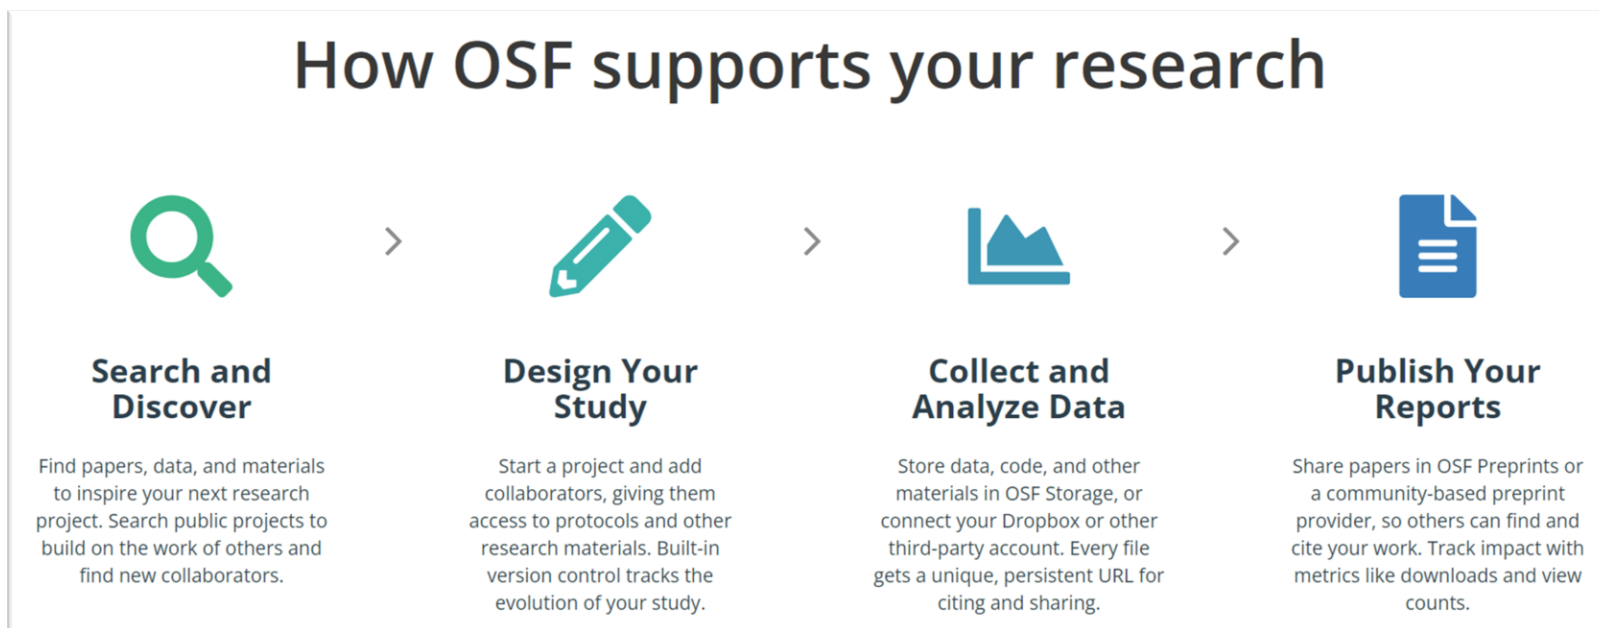 How OSF supports your research
Search and
Discover
Find papers, data, and materials
to inspire your next research
project. Search public projects to
build on the work of others and
find new collaborators.
Design Your
Study
Start a project and add
collaborators, giving them
access to protocols and other
research materials. Built-in
version control tracks the
evolution of your study.
Collect and
Analyze Data
Store data, code, and other
materials in OSF Storage, or
connect your Dropbox or other
third-party account. Every file
gets a unique, persistent URL for
citing and sharing.
Publish Your
Reports
Share papers in OSF Preprints or
a community-based preprint
provider, so others can find and
cite your work. Track impact with
metrics like downloads and view
counts.